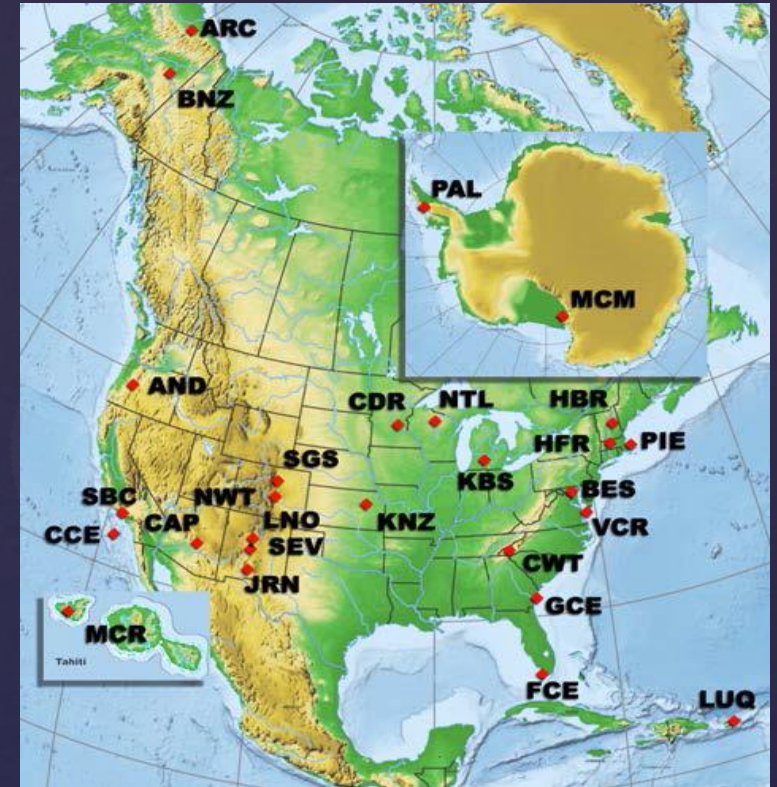 ARC
BNZ
PAL
MCM
AND
CDR
NTL
HBR
HFR
PIE
SGS
KBS
SBC
NWT
BES
CCE
CAP
LNO
KNZ
VCR
SEV
CWT
JRN
GCE
MCR
Tahiti
FCE
LUQ